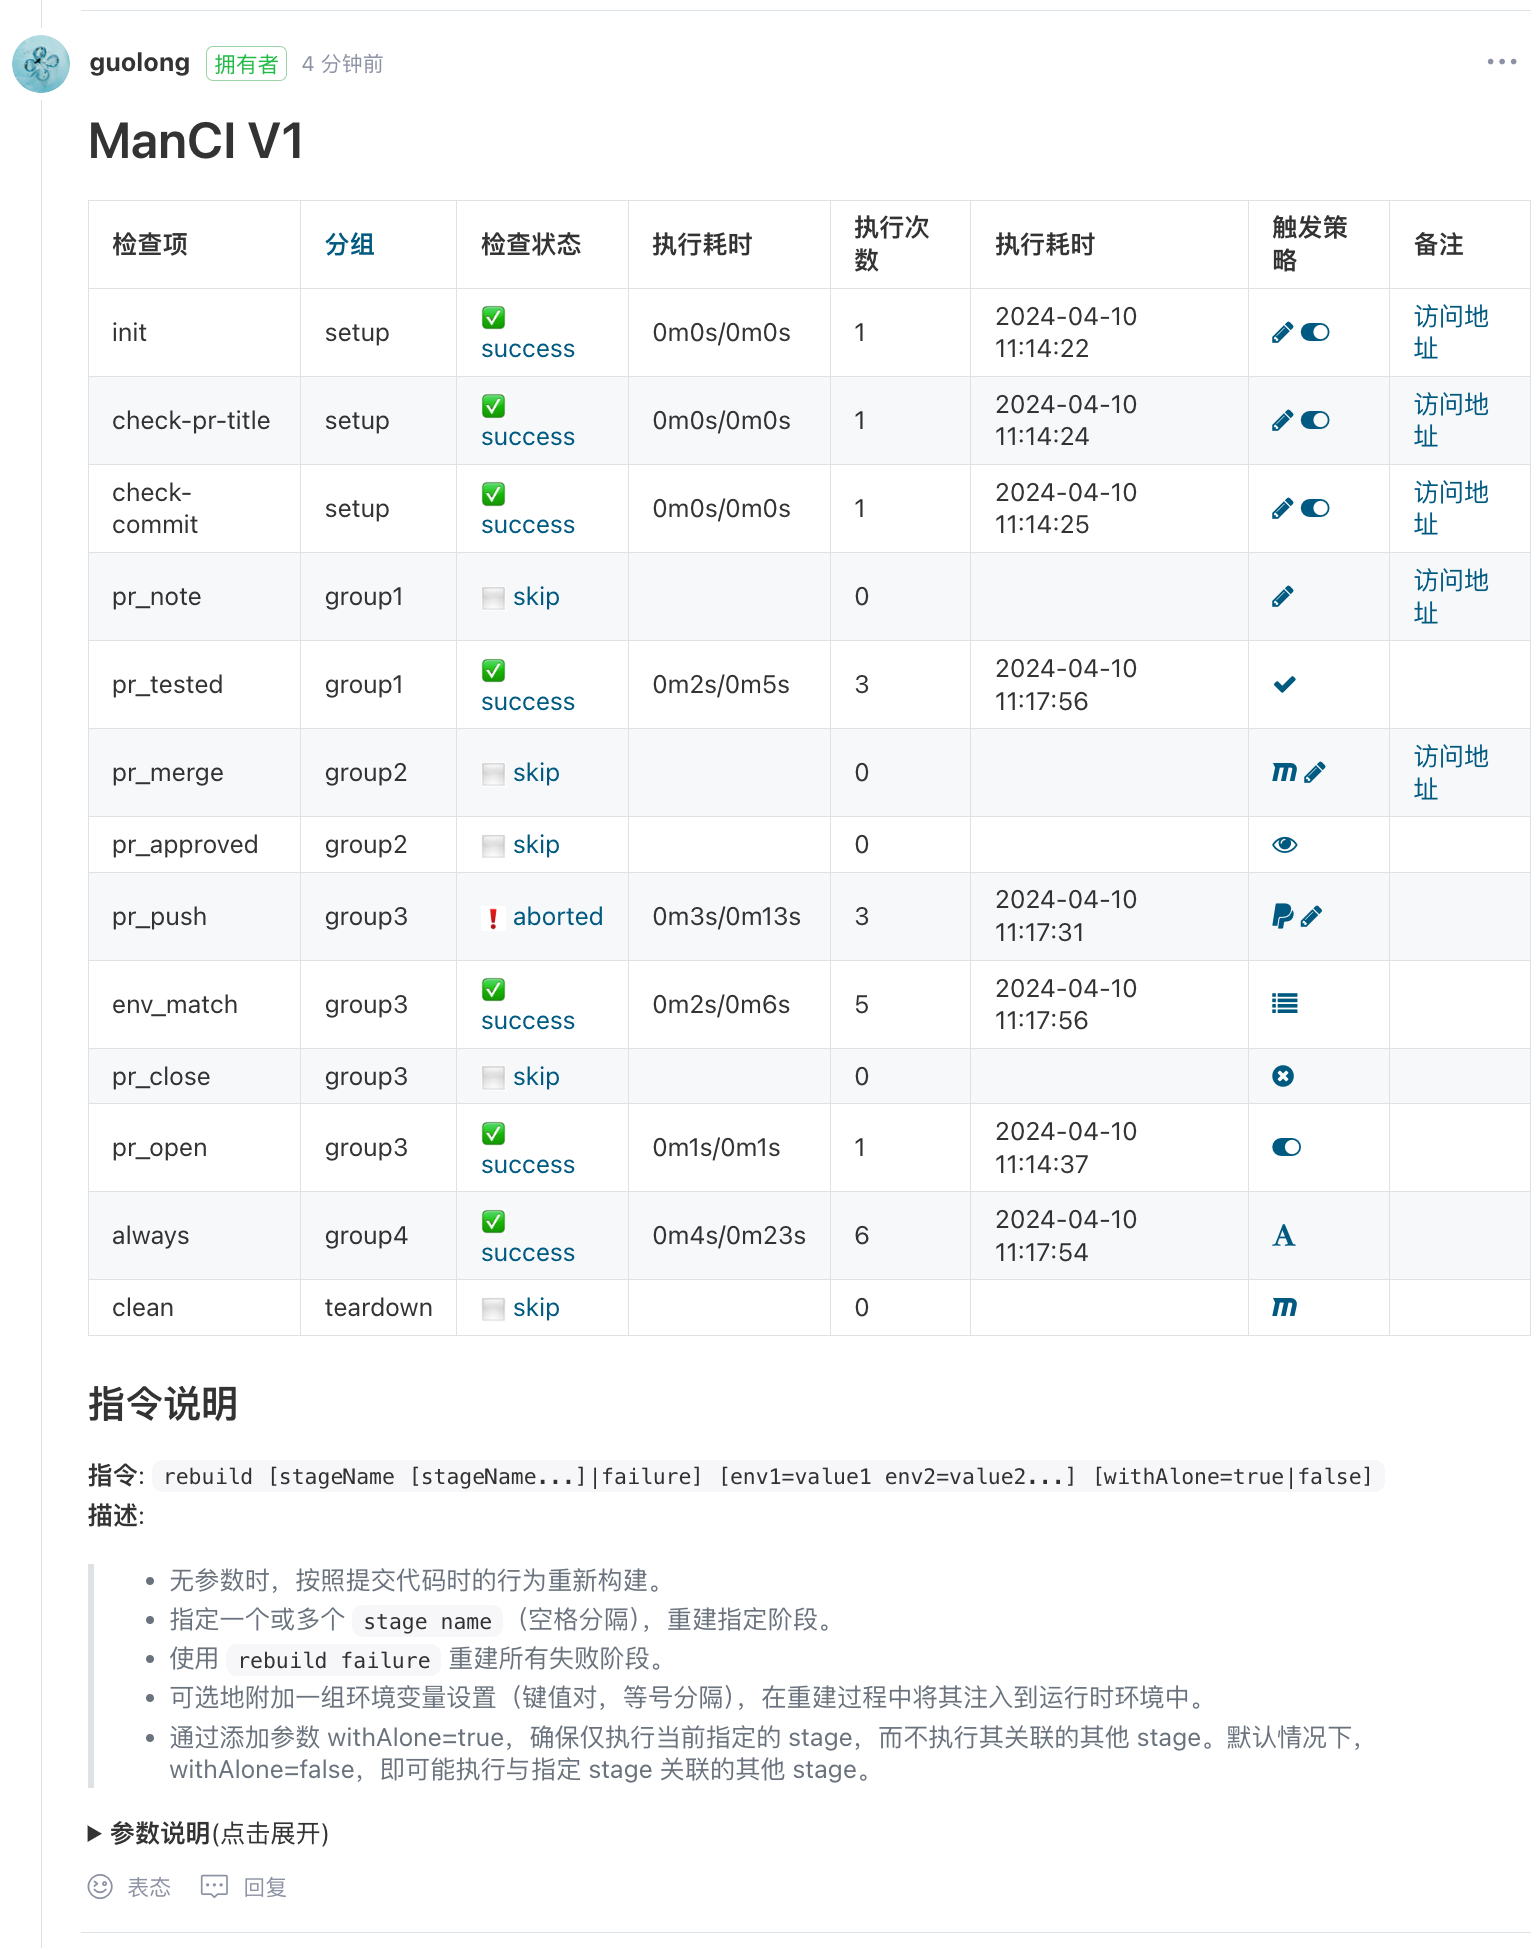 guolong 拥有者 4 分钟前
ManCI V1
检查项 分组 检查状态 执行耗时 执行次数 执行耗时 触发策略 备注
init setup success 0m0s/0m0s 1 2024-04-10 11:14:22 访问地址
check-pr-title setup success 0m0s/0m0s 1 2024-04-10 11:14:24 访问地址
check-commit setup success 0m0s/0m0s 1 2024-04-10 11:14:25 访问地址
pr_note group1 skip 0 访问地址
pr_tested group1 success 0m2s/0m5s 3 2024-04-10 11:17:56
pr_merge group2 skip 0 访问地址
pr_approved group2 skip 0
pr_push group3 aborted 0m3s/0m13s 3 2024-04-10 11:17:31
env_match group3 success 0m2s/0m6s 5 2024-04-10 11:17:56
pr_close group3 skip 0
pr_open group3 success 0m1s/0m1s 1 2024-04-10 11:14:37
always group4 success 0m4s/0m23s 6 2024-04-10 11:17:54
clean teardown skip 0
指令说明
指令: rebuild [stageName [stageName...]|failure] [env1=value1 env2=value2...] [withAlone=true|false]
描述:
• 无参数时，按照提交代码时的行为重新构建。
• 指定一个或多个 stage name（空格分隔），重建指定阶段。
• 使用 rebuild failure 重建所有失败阶段。
• 可选地附加一组环境变量设置（键值对，等号分隔），在重建过程中将其注入到运行时环境中。
• 通过添加参数 withAlone=true，确保仅执行当前指定的 stage，而不执行其关联的其他 stage。默认情况下，
withAlone=false，即可能执行与指定 stage 关联的其他 stage。
▶ 参数说明(点击展开)
表态 回复